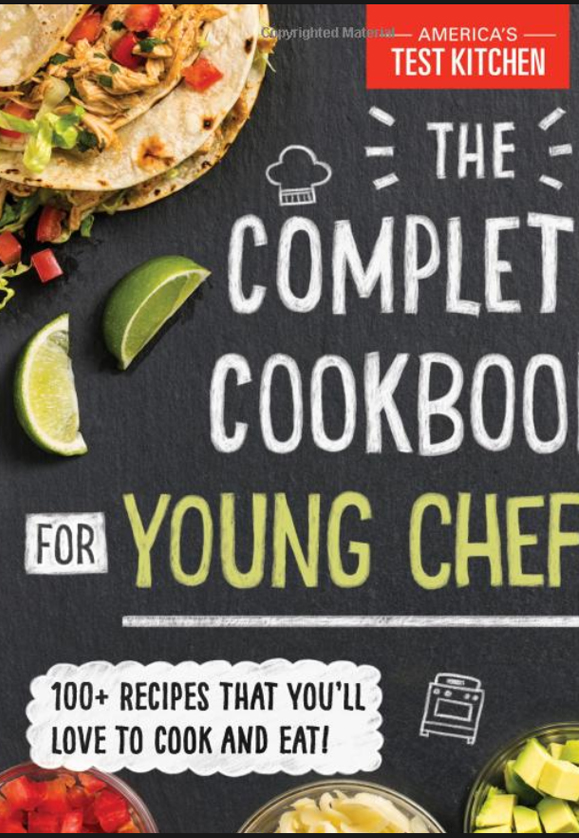 Copyrighted Material
AMERICA'S
TEST KITCHEN
THE
COMPLET
COOKBOO
FOR YOUNG CHEF
100+ RECIPES THAT YOU'LL
LOVE TO COOK AND EAT!